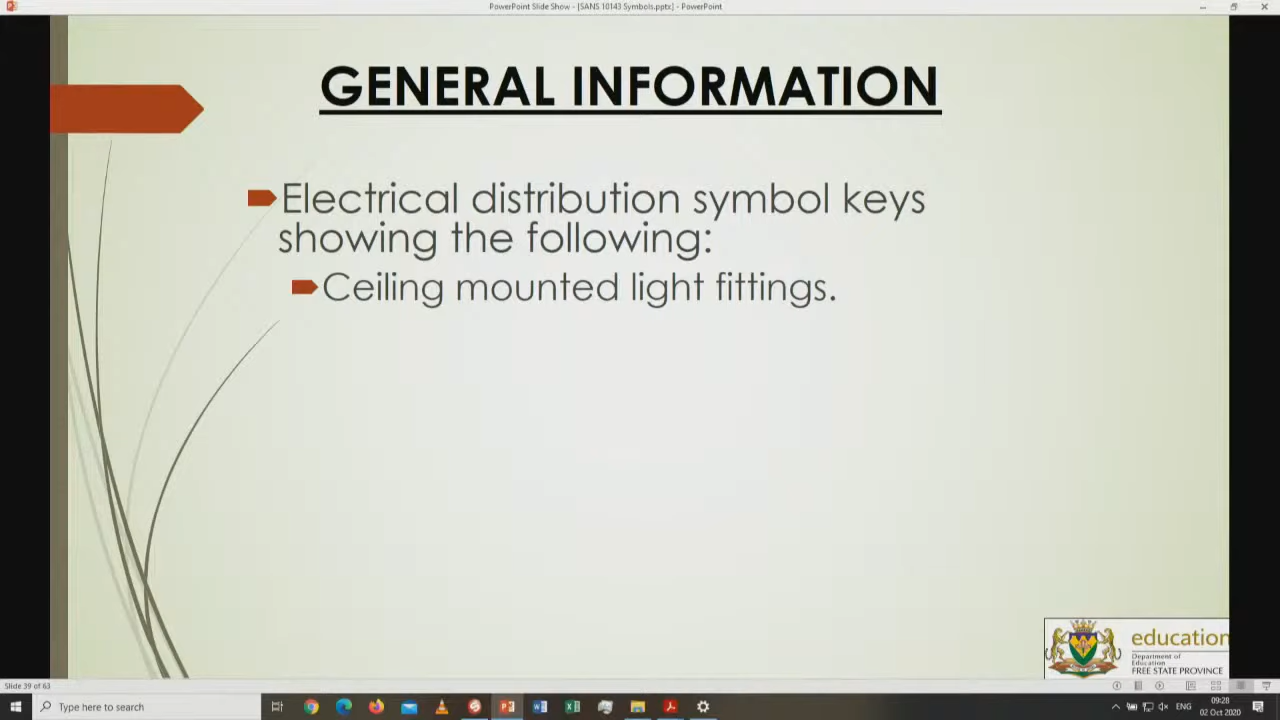 PowerPoint Slide Show - [SANS 10143 Symbols.pptx] - PowerPoint
GENERAL INFORMATION
Electrical distribution symbol keys
showing the following:
Ceiling mounted light fittings.
education
Department of
Education
FREE STATE PROVINCE
Slide 39 of 63
Type here to search
ENG
09:28
02 Oct 2020